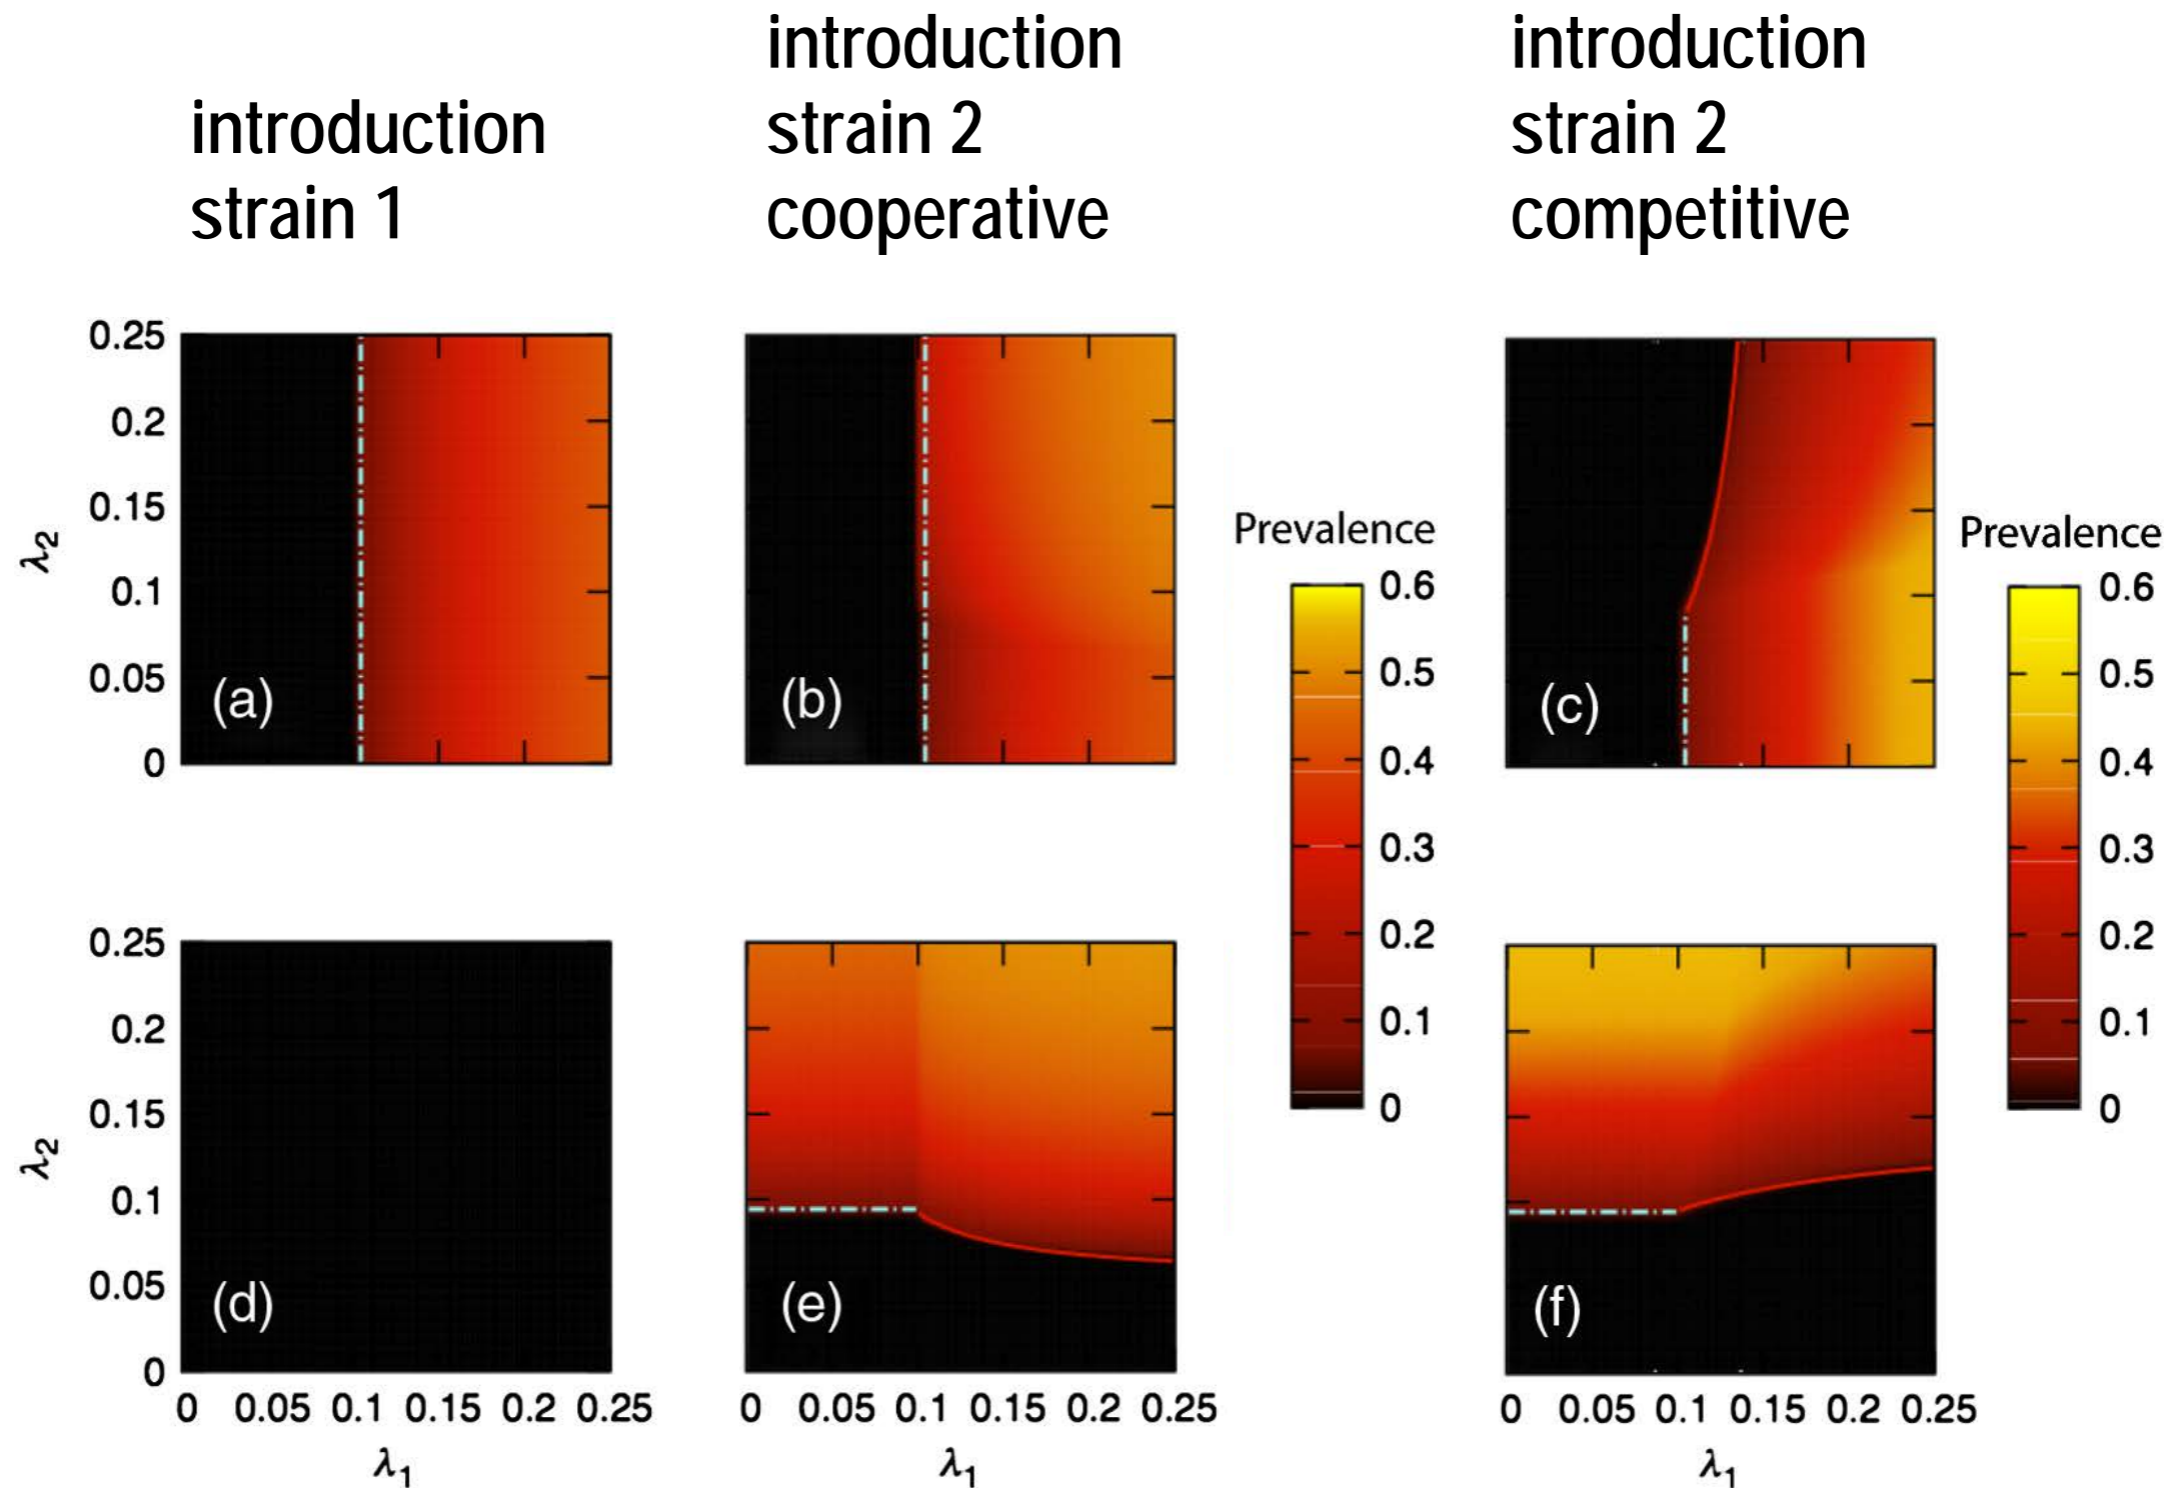 introduction
strain 1
introduction
strain 2
cooperative
introduction
strain 2
competitive
0.25
0.2
0.15
0.1
0.05
0
λ2
(a)
(b)
Prevalence
0.6
0.5
0.4
0.3
0.2
0.1
0
(c)
Prevalence
0.6
0.5
0.4
0.3
0.2
0.1
0
0.25
0.2
0.15
0.1
0.05
0
λ2
(d)
(e)
(f)
0 0.05 0.1 0.15 0.2 0.25
λ1
0 0.05 0.1 0.15 0.2 0.25
λ1
0 0.05 0.1 0.15 0.2 0.25
λ1